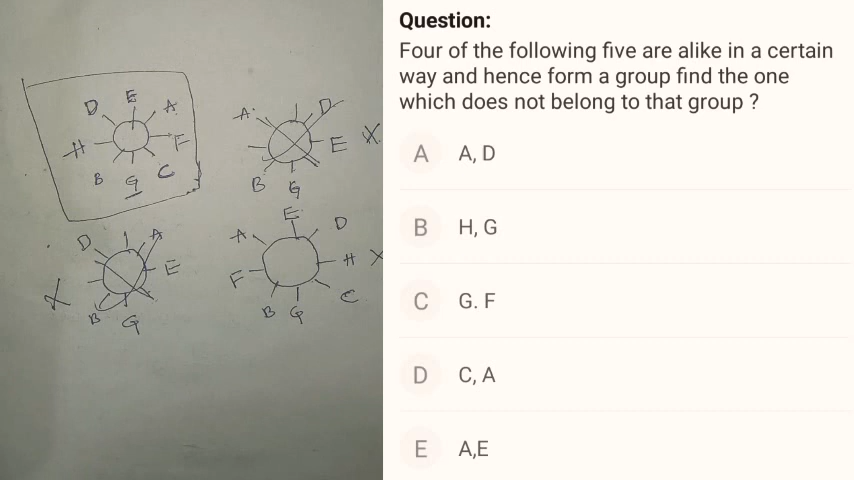 E
D
A
H
F
B
G
C
A
D
E
X
B
G
D
A
E
X
B
G
E
A
D
F
H
X
B
G
C
Question:
Four of the following five are alike in a certain
way and hence form a group find the one
which does not belong to that group ?
A A, D
B H, G
C G. F
D C, A
E A,E